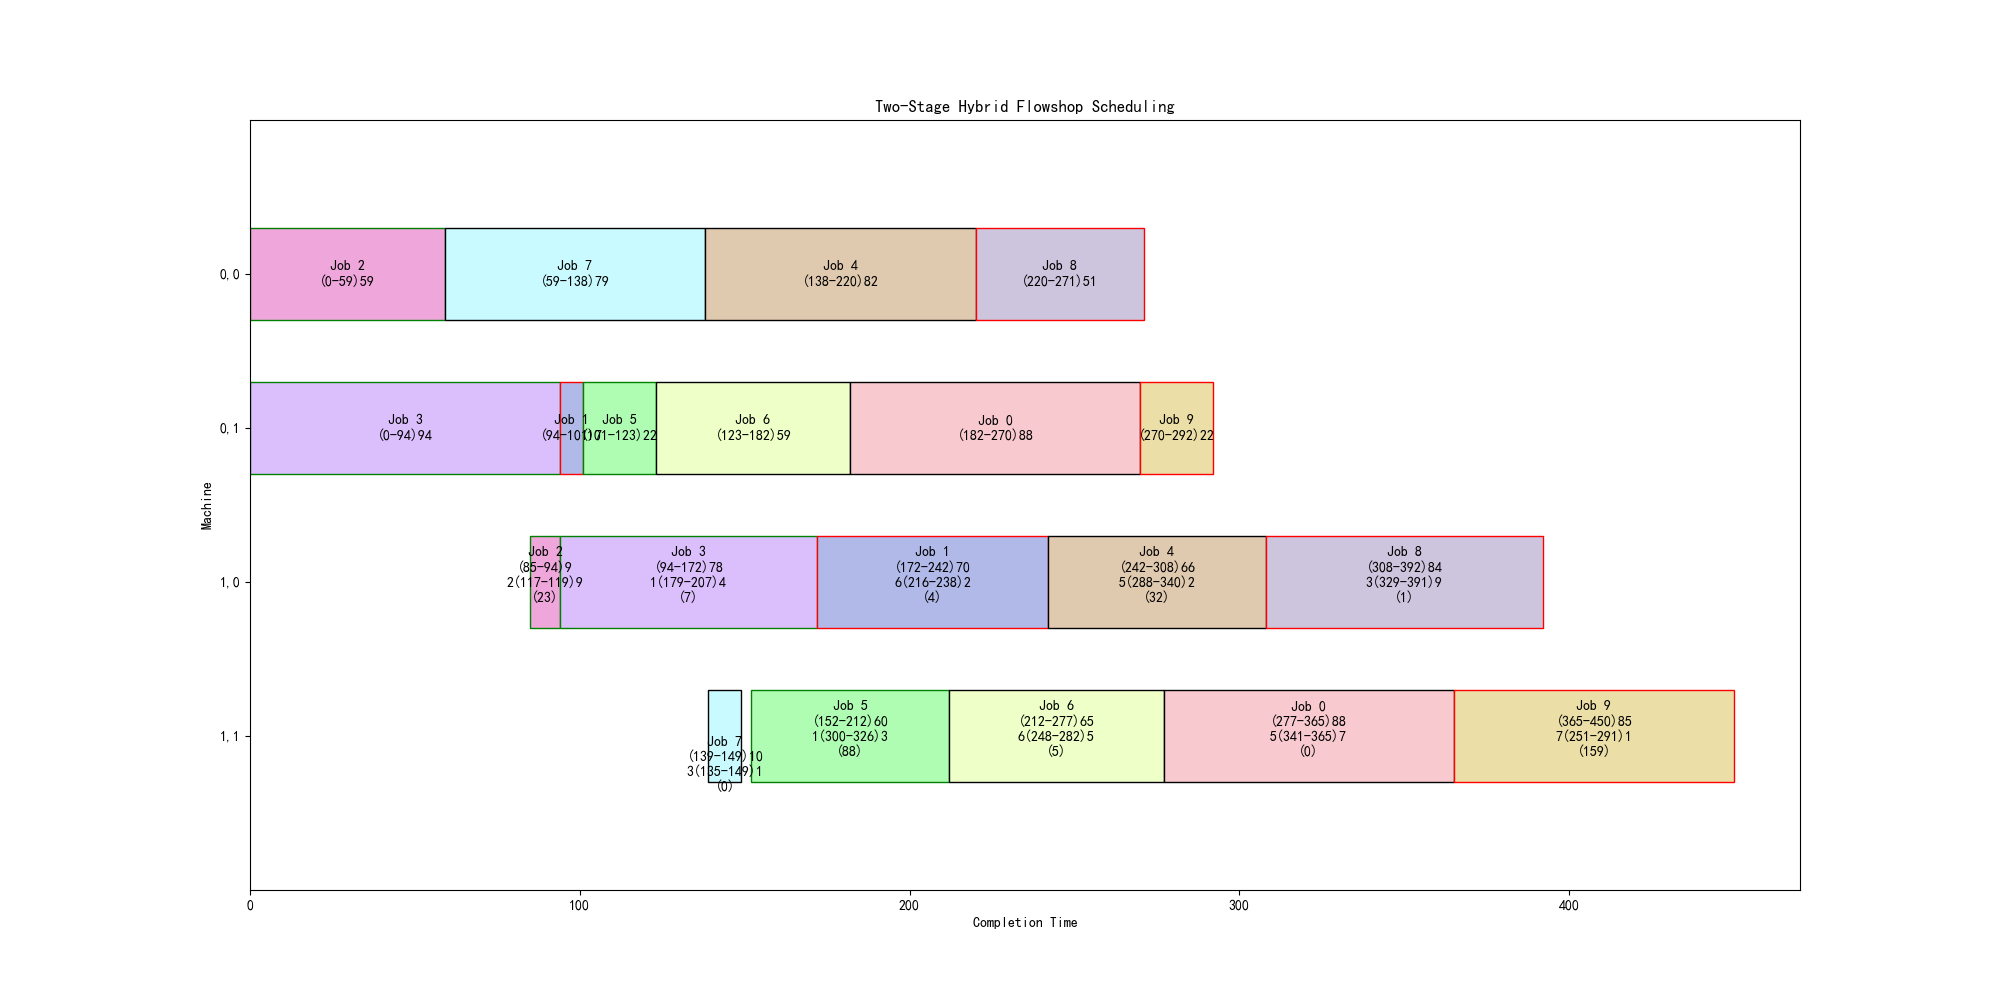 Two-Stage Hybrid Flowshop Scheduling
0,0
Job 2
(0-59)59
Job 7
(59-138)79
Job 4
(138-220)82
Job 8
(220-271)51
0,1
Job 3
(0-94)94
Job 1
(94-101)7
Job 5
(101-123)22
Job 6
(123-182)59
Job 0
(182-270)88
Job 9
(270-292)22
1,0
Job 2
(85-94)9
2(117-119)9
(23)
Job 3
(94-172)78
1(179-207)4
(7)
Job 1
(172-242)70
6(216-238)2
(4)
Job 4
(242-308)66
5(288-340)2
(32)
Job 8
(308-392)84
3(329-391)9
(1)
1,1
Job 7
(139-149)10
3(135-149)1
(0)
Job 5
(152-212)60
1(300-326)3
(88)
Job 6
(212-277)65
6(248-282)5
(5)
Job 0
(277-365)88
5(341-365)7
(0)
Job 9
(365-450)85
7(251-291)1
(159)
Machine
0
100
200
300
400
Completion Time